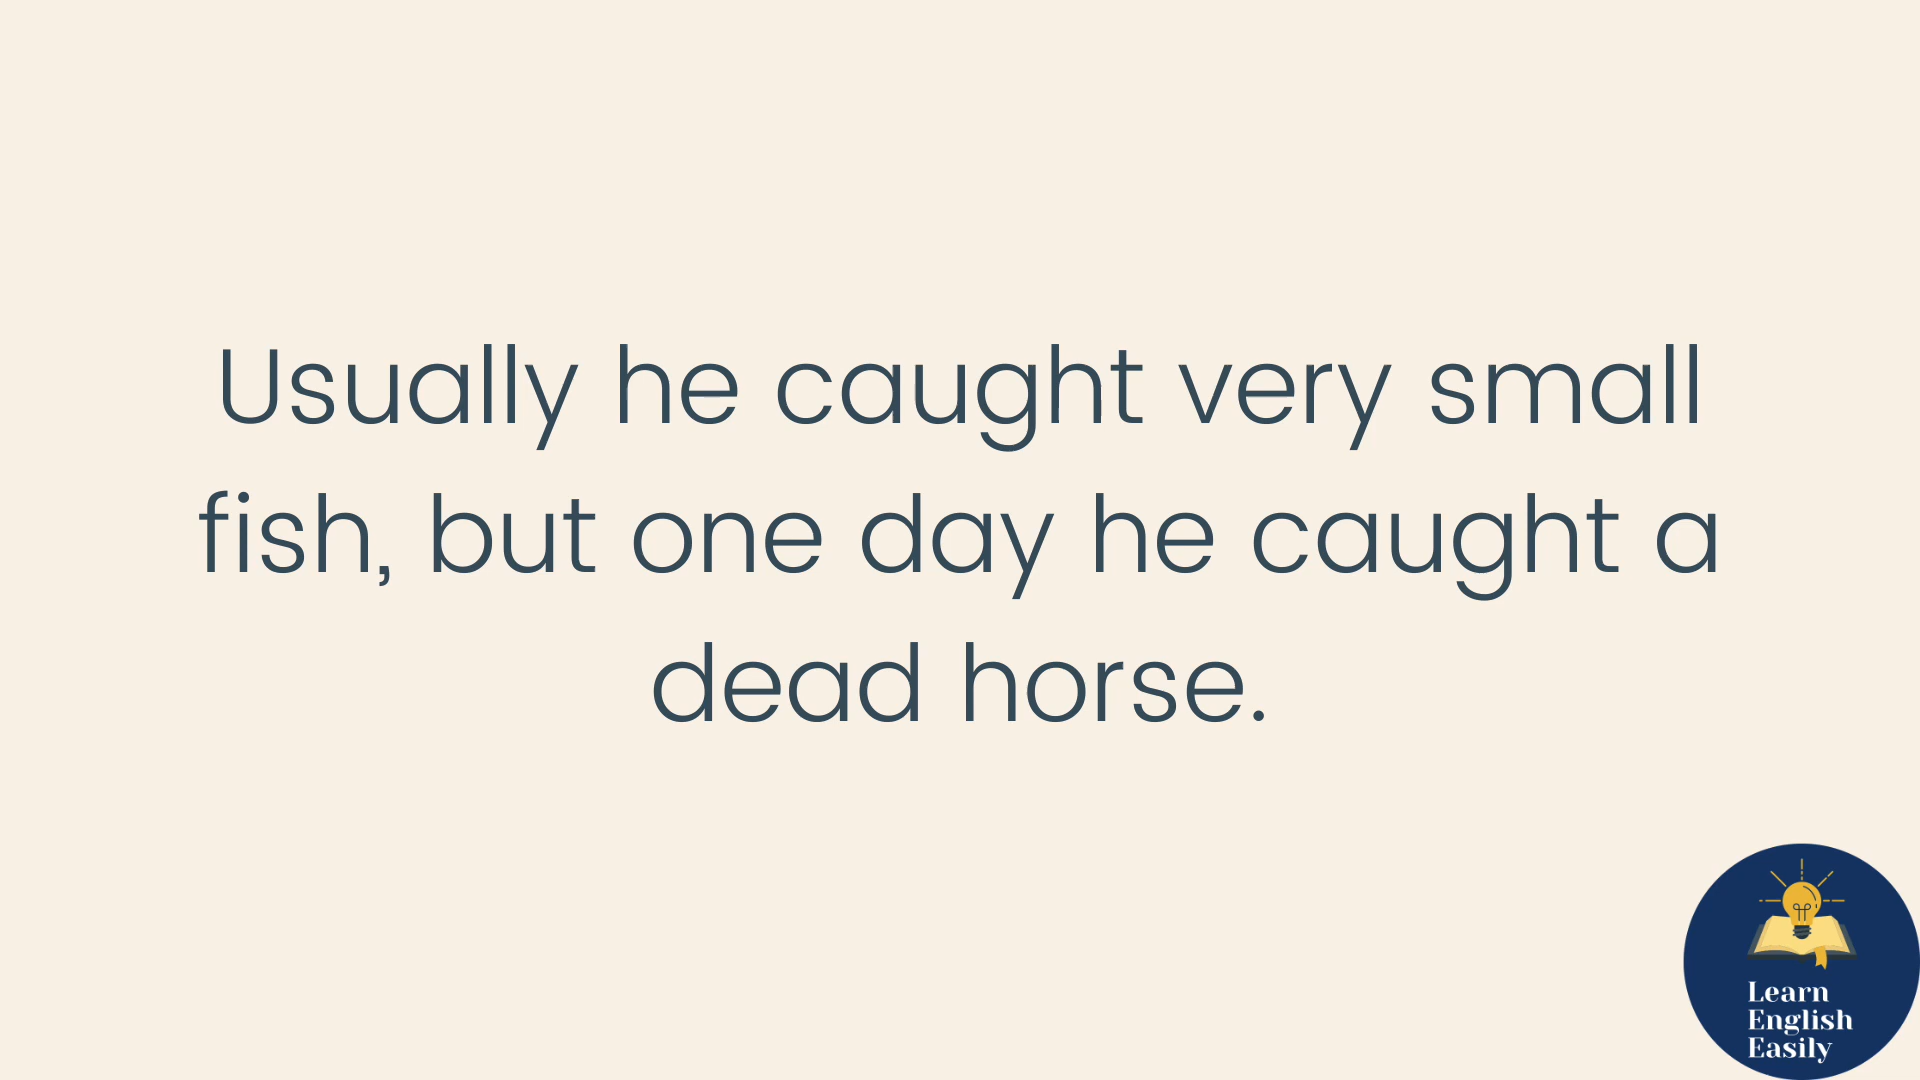 Usually he caught very small
fish, but one day he caught a
dead horse.
Learn
English
Easily